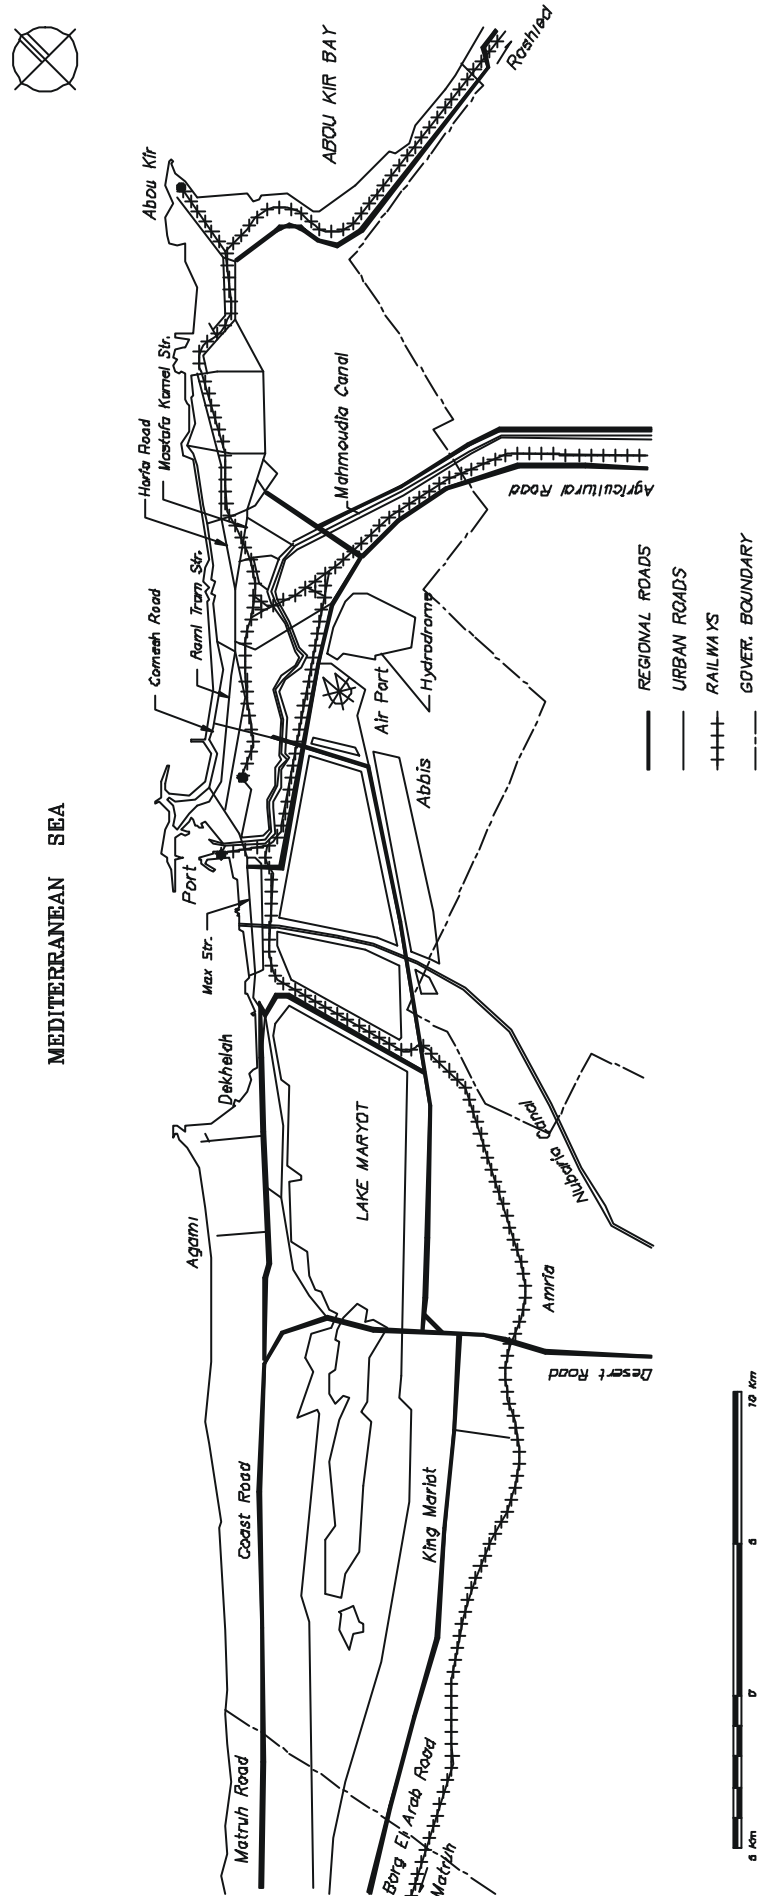 MEDITERRANEAN SEA
ABOU KIR BAY
Rashied
Abou Kir
Mostafa Kamel Str.
Horia Road
Raml Tram Str.
Corniesh Road
Mahmoudia Canal
Agricultural Road
Hydrodrome
Air Port
Abbis
Port
Max Str.
Dekhelah
Agami
LAKE MARYOT
Nubaria Canal
Amria
Desert Road
Coast Road
King Mariot
Matruh Road
Borg El Arab Road
Matruh
REGIONAL ROADS
URBAN ROADS
RAILWAYS
GOVER. BOUNDARY
5 Km
0
5
10 Km